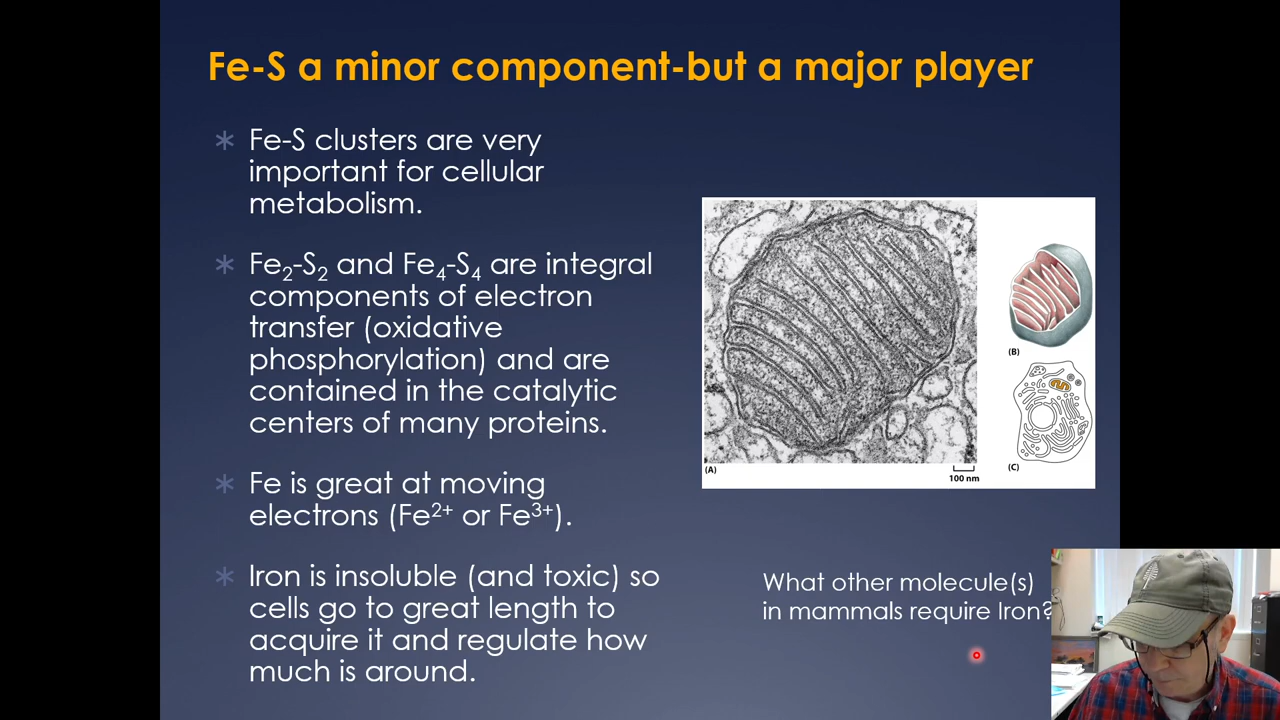 Fe-S a minor component-but a major player
* Fe-S clusters are very
important for cellular
metabolism.
* Fe₂-S₂ and Fe₄-S₄ are integral
components of electron
transfer (oxidative
phosphorylation) and are
contained in the catalytic
centers of many proteins.
* Fe is great at moving
electrons (Fe²⁺ or Fe³⁺).
* Iron is insoluble (and toxic) so
cells go to great length to
acquire it and regulate how
much is around.
(A)
100 nm
(B)
(C)
What other molecule(s)
in mammals require Iron?